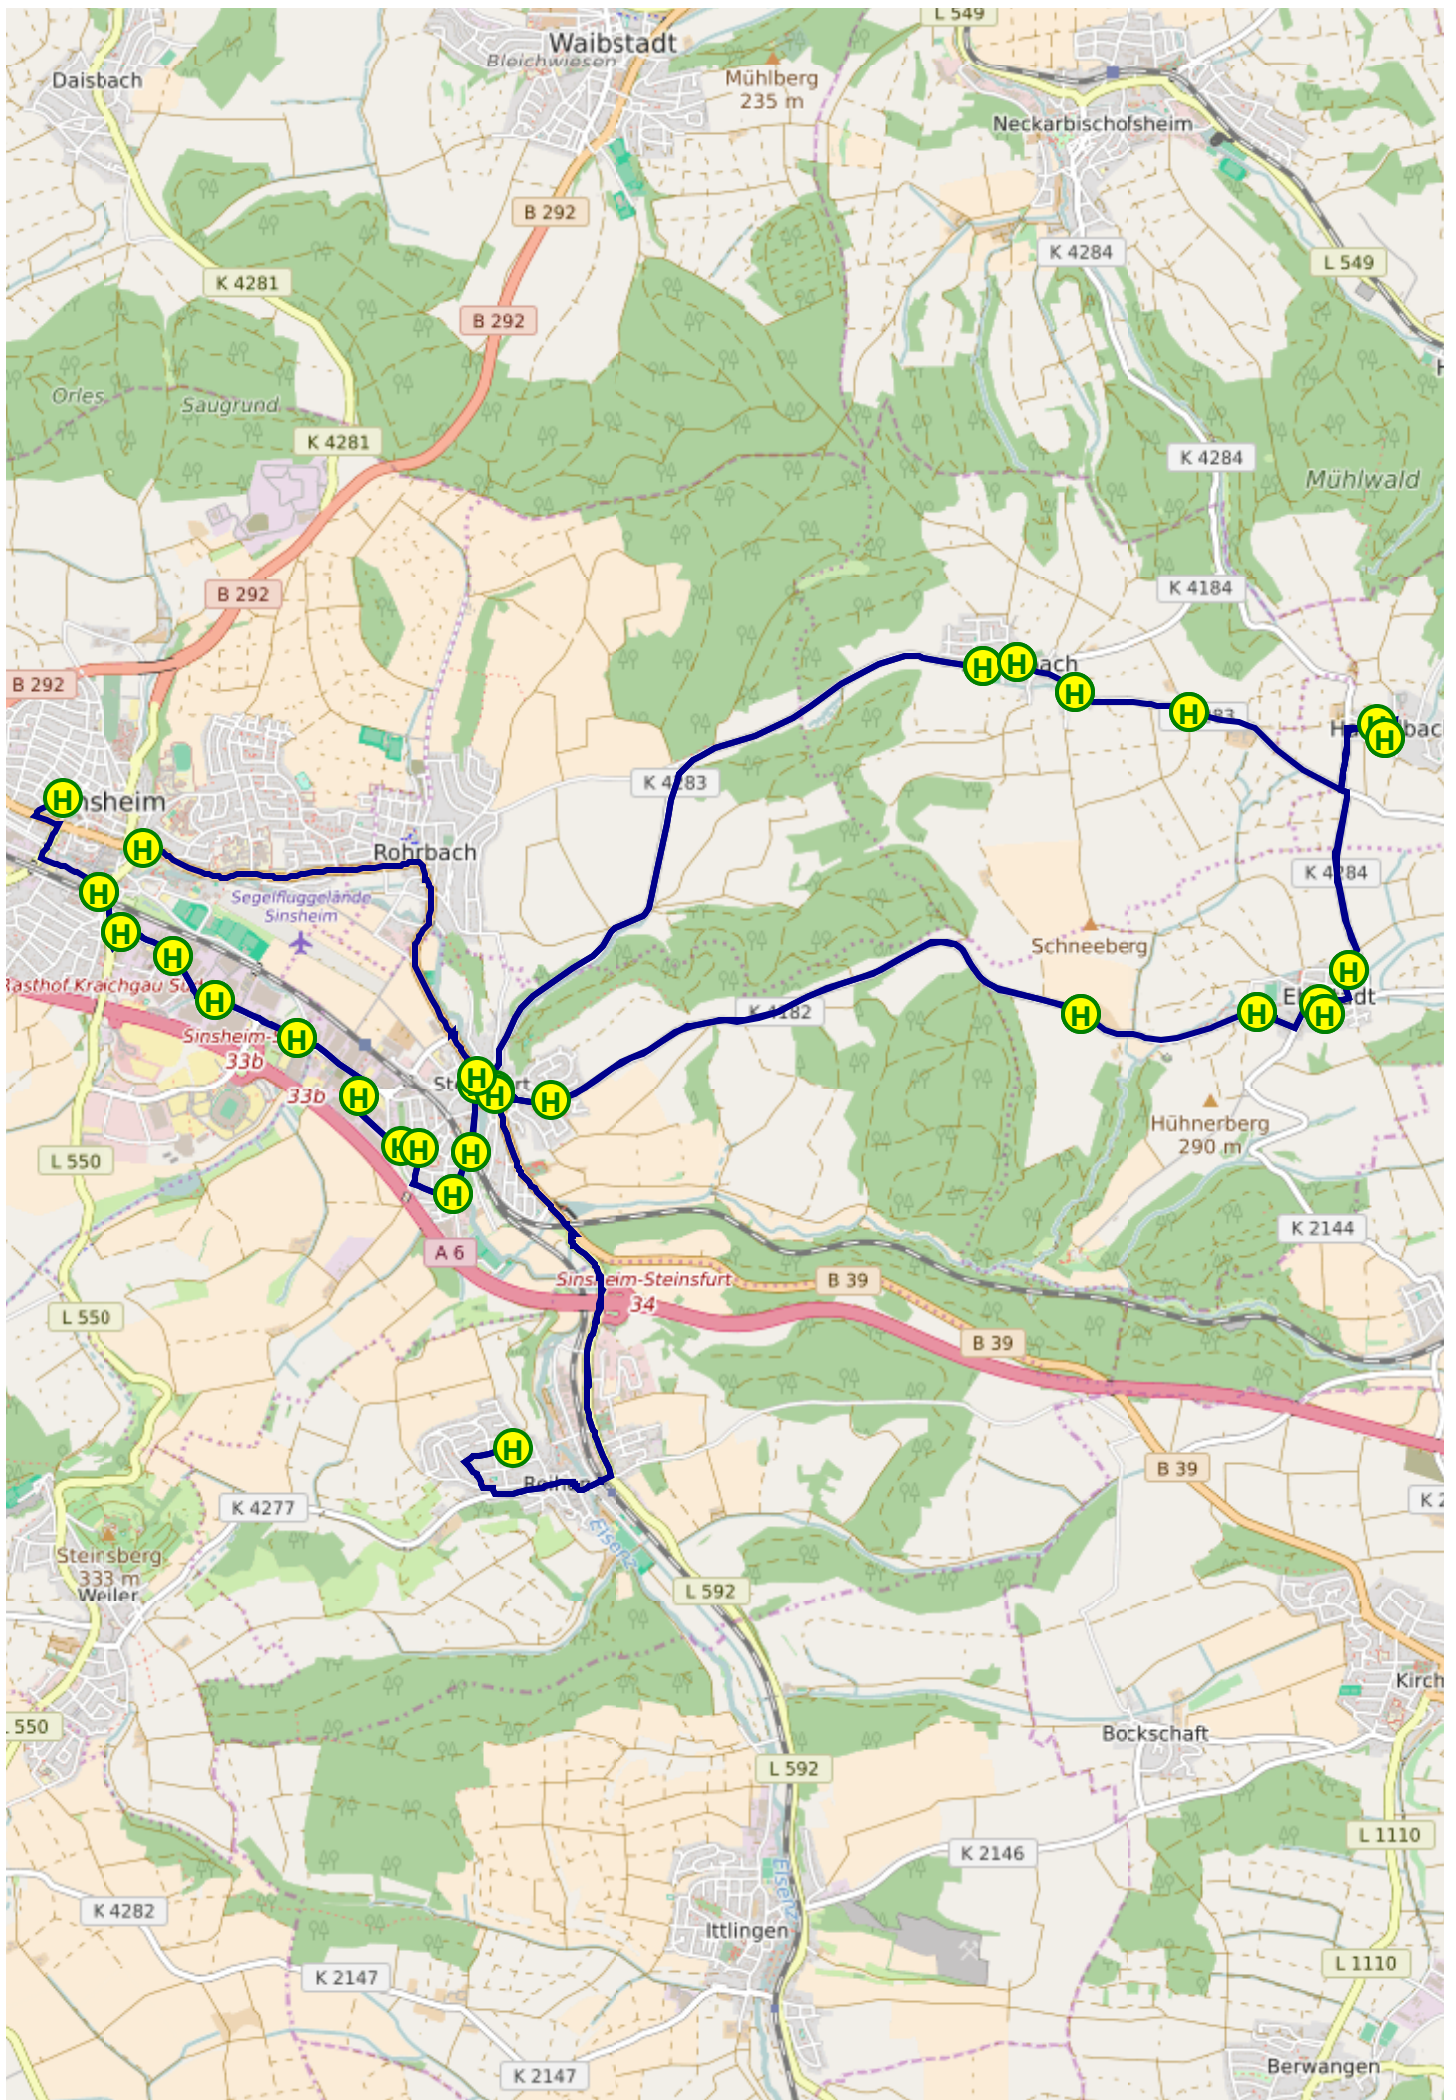 L 549
Waibstadt
Bleichwiesen
Daisbach
Mühlberg
235 m
Neckarbischofsheim
B 292
K 4284
L 549
K 4281
B 292
Orles
Saugrund
K 4281
K 4284
Mühlwald
B 292
K 4184
ach
B 292
H
H
H
H
83
H
H
K 4283
H
nsheim
H
Rohrbach
K 4284
H
Segelfluggelände
Sinsheim
H
H
Schneeberg
H
Rasthof Kraichgau Süd
H
K 4182
H
H
H
H
Sinsheim-S
33b
H
33b
H
H
H
H
Hühnerberg
290 m
H
H
H
L 550
H
K 2144
A 6
Sinsheim-Steinsfurt
34
B 39
L 550
B 39
H
B 39
K 4277
Elsenz
Steinsberg
333 m
Weiler
L 592
Kirch
L 550
Bockschaft
L 592
L 1110
K 2146
Elsenz
K 4282
Ittlingen
L 1110
K 2147
K 2147
Berwangen